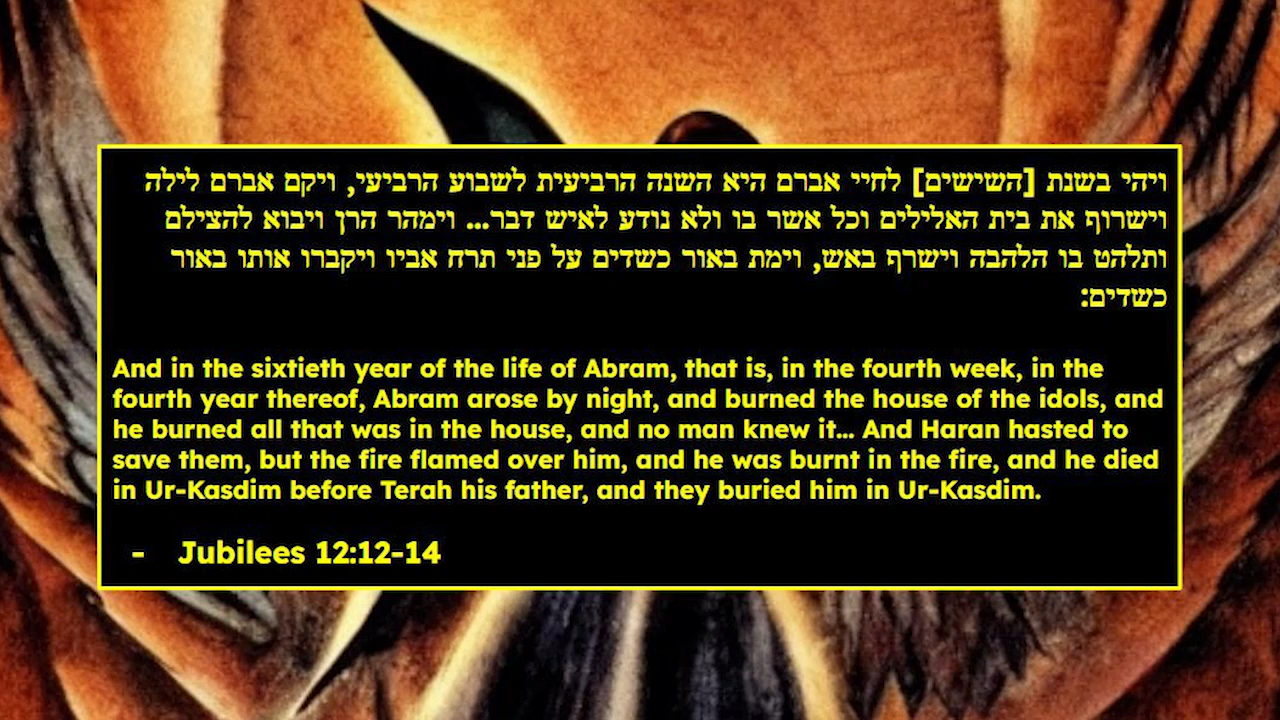 ויהי בשנת [השישים] לחיי אברם היא השנה הרביעית לשבוע הרביעי, ויקם אברם לילה
וישרוף את בית האלילים וכל אשר בו ולא נודע לאיש דבר... וימהר הרן ויבוא להצילם
ותלהט בו הלהבה וישרף באש, וימת באור כשדים על פני תרח אביו ויקברו אותו באור
כשדים:
And in the sixtieth year of the life of Abram, that is, in the fourth week, in the
fourth year thereof, Abram arose by night, and burned the house of the idols, and
he burned all that was in the house, and no man knew it... And Haran hasted to
save them, but the fire flamed over him, and he was burnt in the fire, and he died
in Ur-Kasdim before Terah his father, and they buried him in Ur-Kasdim.
- Jubilees 12:12-14